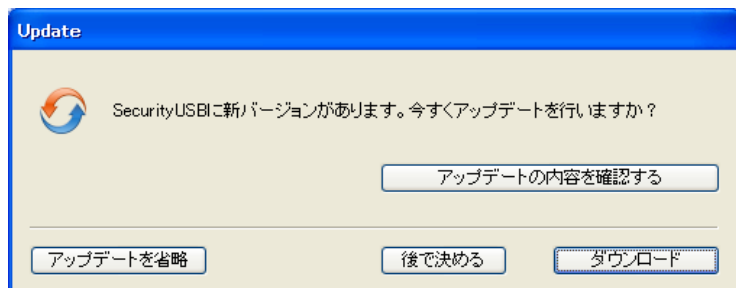 Update
SecurityUSBに新バージョンがあります。今すぐアップデートを行いますか？
アップデートの内容を確認する
アップデートを省略
後で決める
ダウンロード